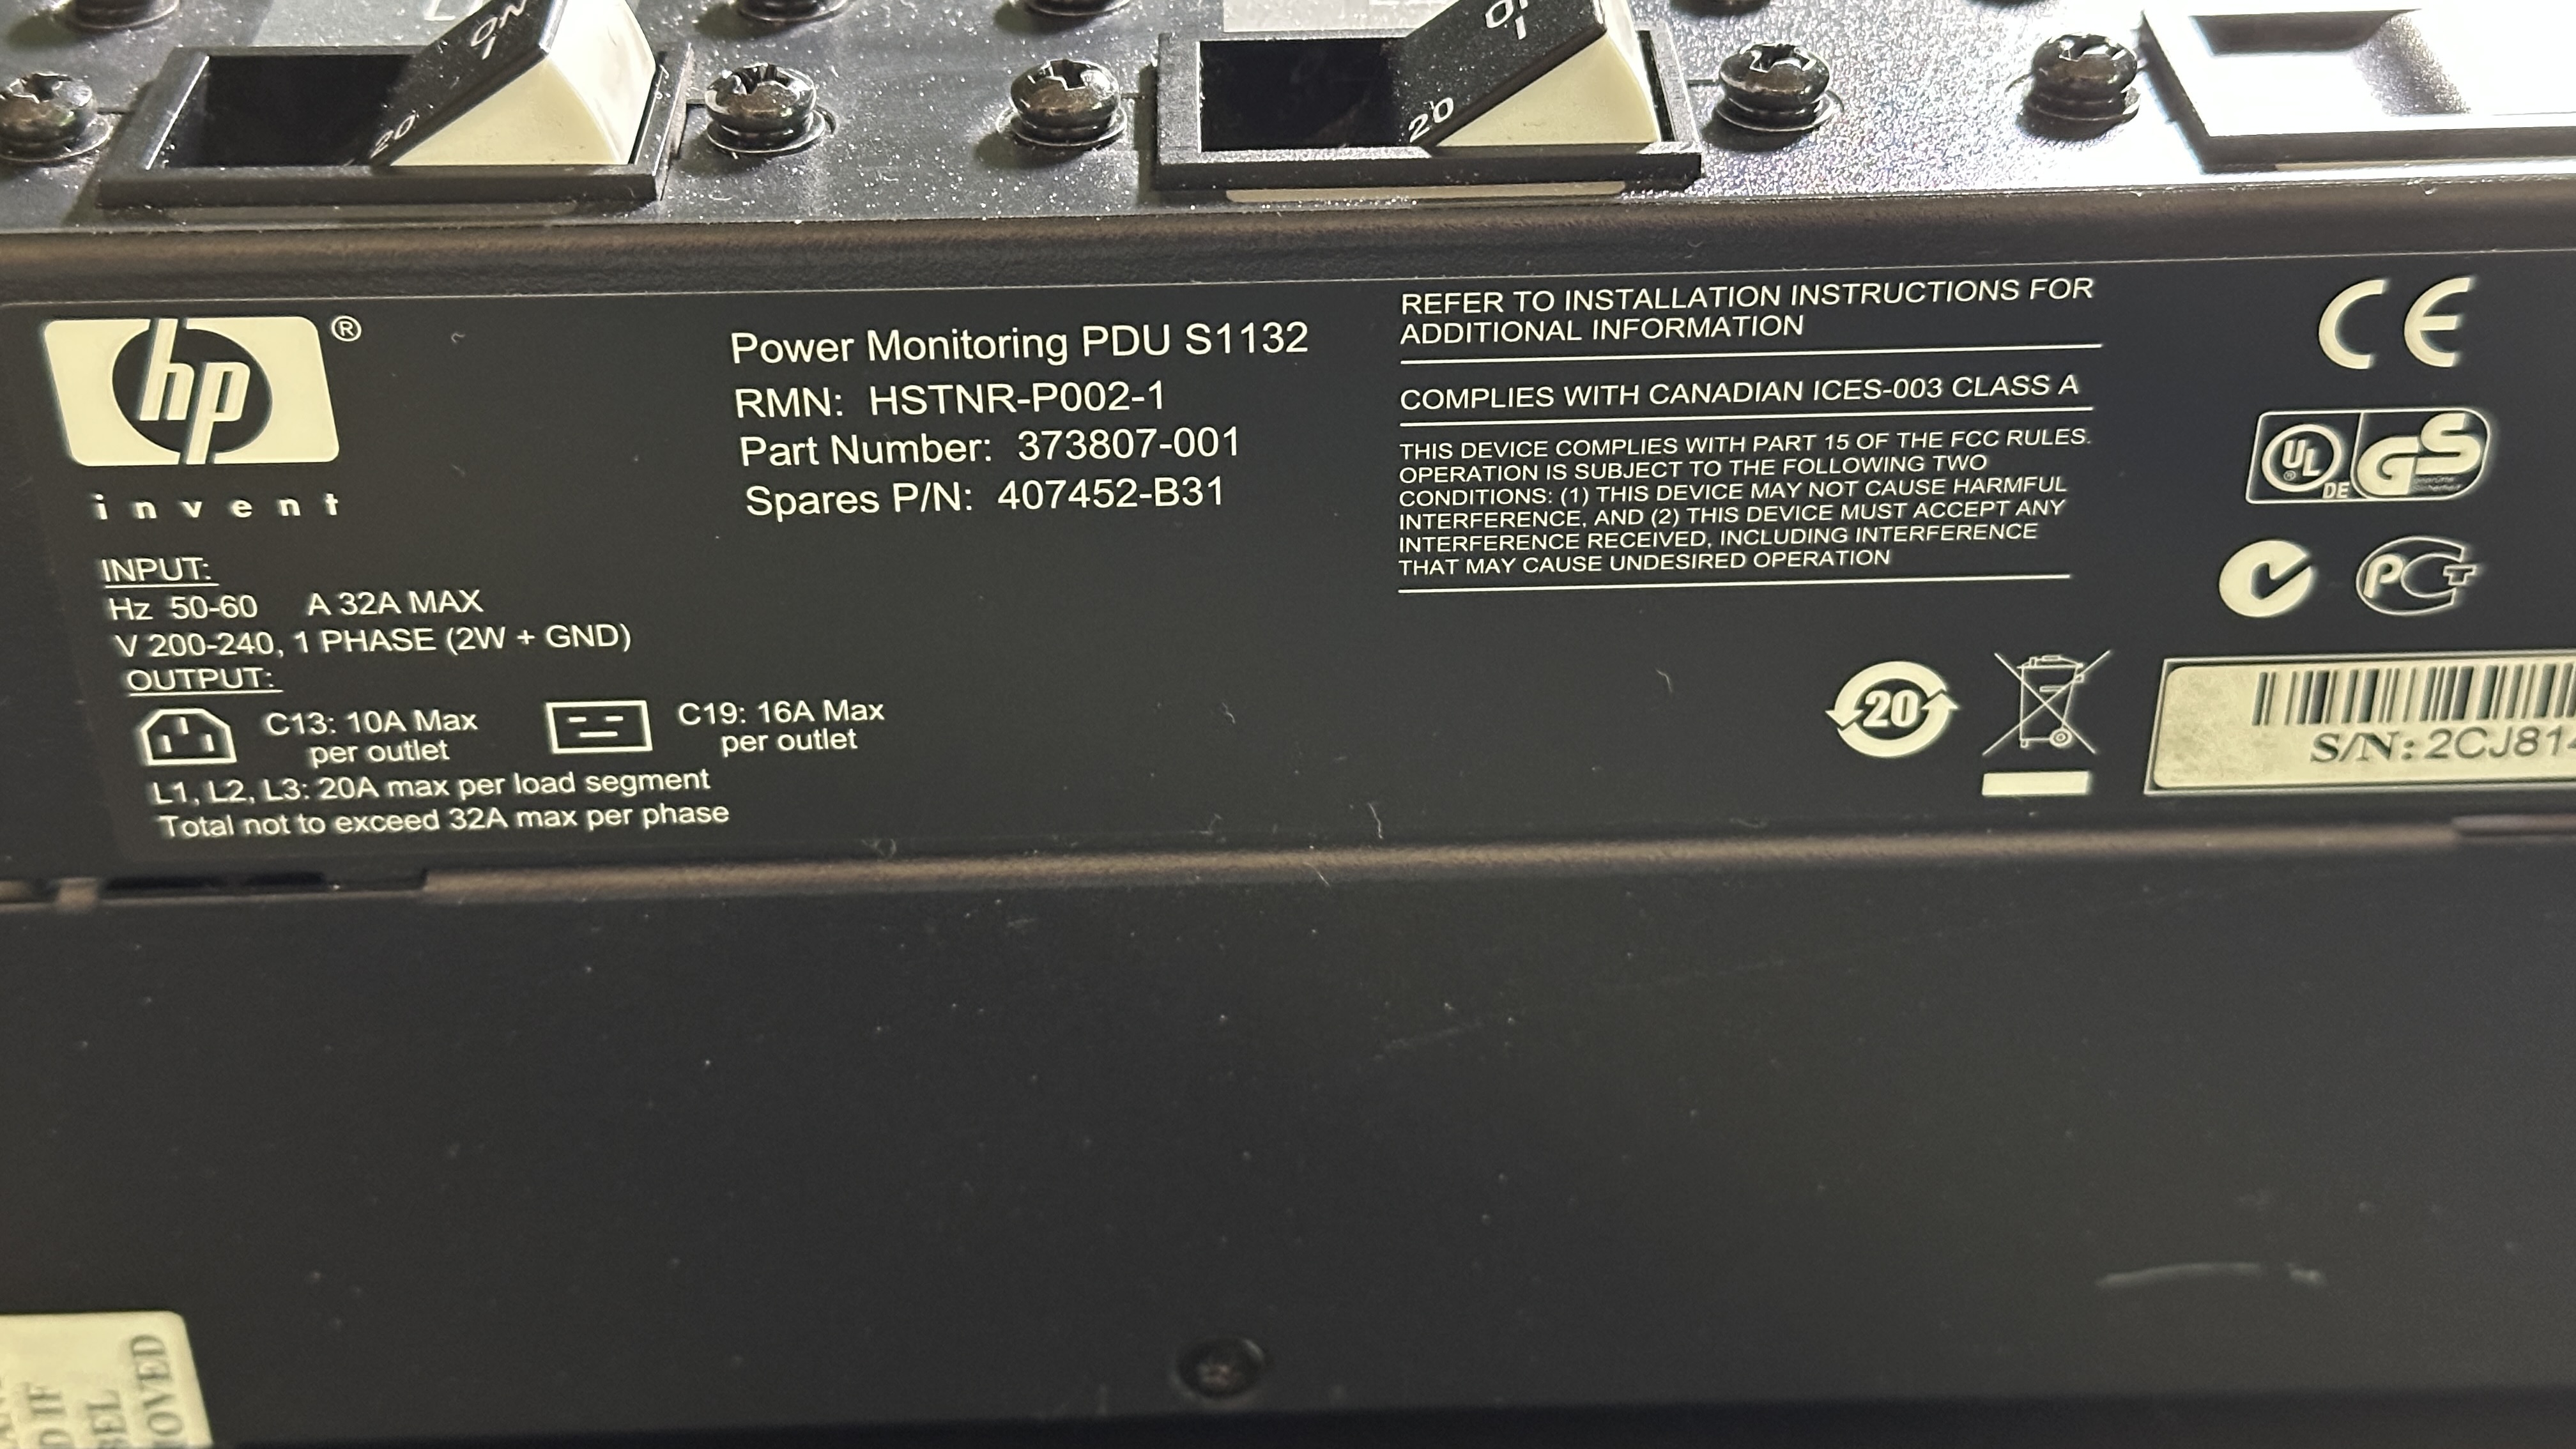 ON
20
20
hp®
invent
Power Monitoring PDU S1132
RMN: HSTNR-P002-1
Part Number: 373807-001
Spares P/N: 407452-B31
INPUT:
Hz 50-60 A 32A MAX
V 200-240, 1 PHASE (2W + GND)
OUTPUT:
C13: 10A Max
per outlet
C19: 16A Max
per outlet
L1, L2, L3: 20A max per load segment
Total not to exceed 32A max per phase
REFER TO INSTALLATION INSTRUCTIONS FOR
ADDITIONAL INFORMATION
COMPLIES WITH CANADIAN ICES-003 CLASS A
THIS DEVICE COMPLIES WITH PART 15 OF THE FCC RULES.
OPERATION IS SUBJECT TO THE FOLLOWING TWO
CONDITIONS: (1) THIS DEVICE MAY NOT CAUSE HARMFUL
INTERFERENCE, AND (2) THIS DEVICE MUST ACCEPT ANY
INTERFERENCE RECEIVED, INCLUDING INTERFERENCE
THAT MAY CAUSE UNDESIRED OPERATION
CE
UL® DE GS
PCT
20
S/N: 2CJ81
D IF
BEL
MOVED